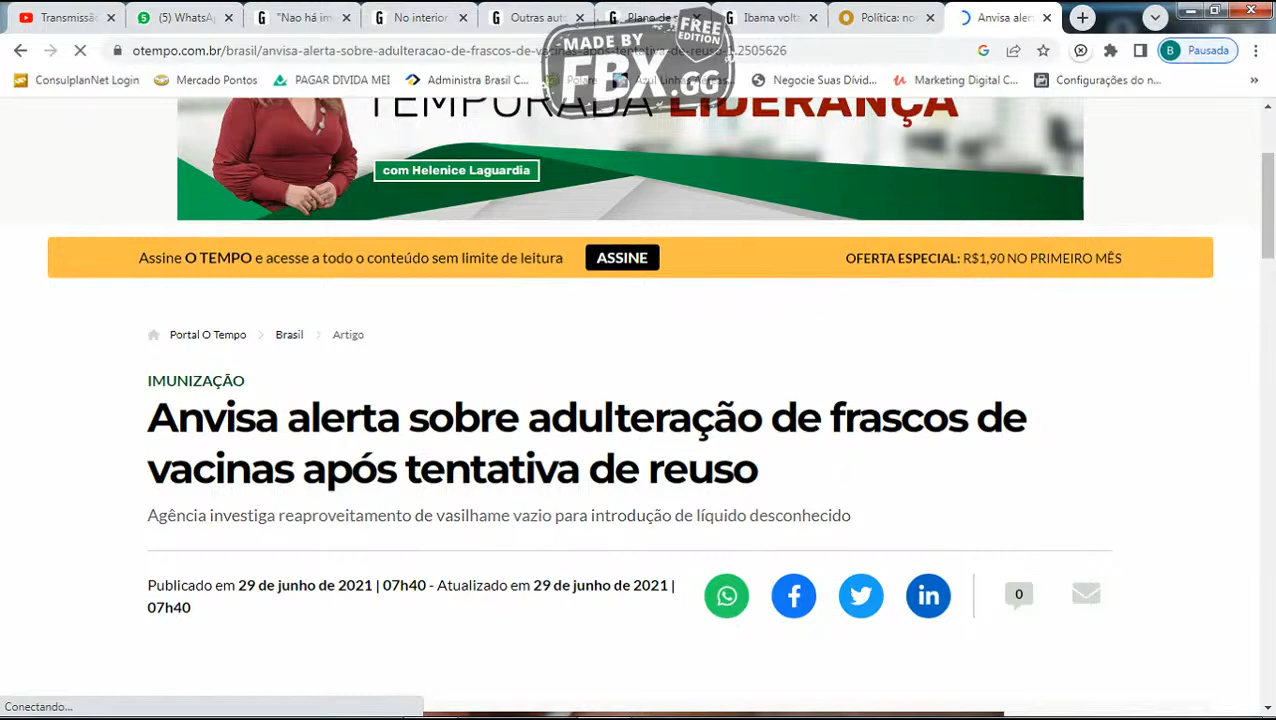 Transmissã
(5) WhatsA
"Nao há im
No interior
Outras auto
Plano de s
Ibama volta
Política: no
Anvisa aler
otempo.com.br/brasil/anvisa-alerta-sobre-adulteracao-de-frascos-de-vacinas-apos-tentativa-de-reuso-1.2505626
B Pausada
ConsulplanNet Login
Mercado Pontos
PAGAR DIVIDA MEI
Administra Brasil C...
Azul Linhas
Negocie Suas Dívid...
Marketing Digital C...
Configurações do n...
»
MADE BY
FREE
EDITION
FBX.GG
TEMPORADA LIDERANÇA
com Helenice Laguardia
Assine O TEMPO e acesse a todo o conteúdo sem limite de leitura
ASSINE
OFERTA ESPECIAL: R$1,90 NO PRIMEIRO MÊS
Portal O Tempo
Brasil
Artigo
IMUNIZAÇÃO
Anvisa alerta sobre adulteração de frascos de
vacinas após tentativa de reuso
Agência investiga reaproveitamento de vasilhame vazio para introdução de líquido desconhecido
Publicado em 29 de junho de 2021 | 07h40 - Atualizado em 29 de junho de 2021 |
07h40
0
Conectando...